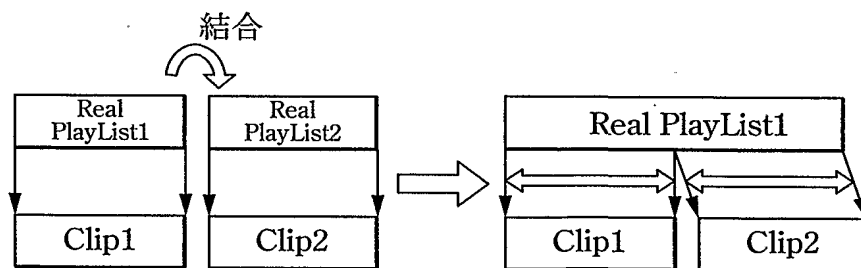 結合
Real
PlayList1
Real
PlayList2
Real PlayList1
Clip1
Clip2
Clip1
Clip2